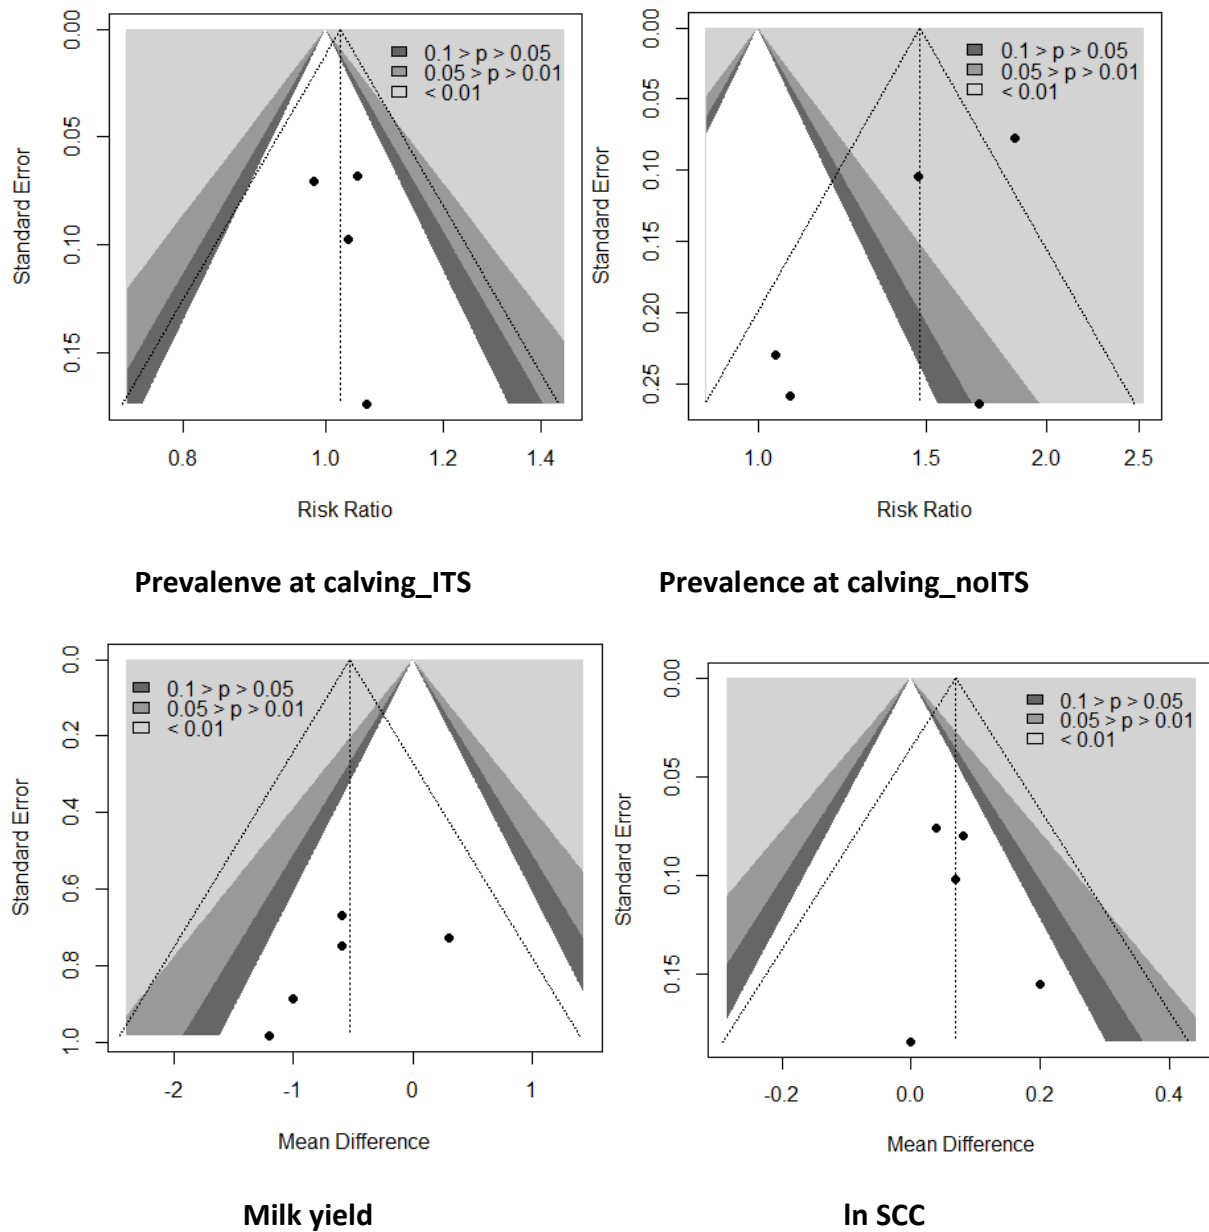 0.00
0.05
0.10
0.15
Standard Error
0.1 > p > 0.05
0.05 > p > 0.01
< 0.01
0.8
1.0
1.2
1.4
Risk Ratio
Prevalenve at calving_ITS
0.00
0.05
0.10
0.15
0.20
0.25
Standard Error
0.1 > p > 0.05
0.05 > p > 0.01
< 0.01
1.0
1.5
2.0
2.5
Risk Ratio
Prevalence at calving_noITS
0.0
0.2
0.4
0.6
0.8
1.0
Standard Error
0.1 > p > 0.05
0.05 > p > 0.01
< 0.01
-2
-1
0
1
Mean Difference
Milk yield
0.00
0.05
0.10
0.15
Standard Error
0.1 > p > 0.05
0.05 > p > 0.01
< 0.01
-0.2
0.0
0.2
0.4
Mean Difference
ln SCC